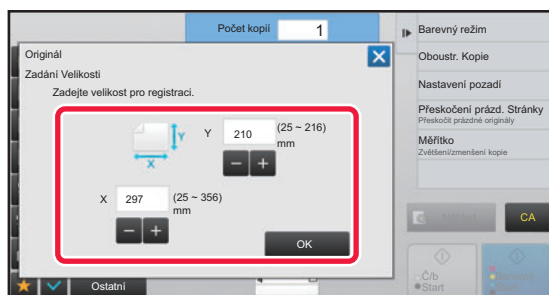 Počet kopií 1
Originál
Zadání Velikosti
Zadejte velikost pro registraci.
Y
X
Y 210 (25 ~ 216)
mm
X 297 (25 ~ 356)
mm
OK
Ostatní
Barevný režim
Oboustr. Kopie
Nastavení pozadí
Přeskočení prázd. Stránky
Přeskočit prázdné originály
Měřítko
Zvětšení/zmenšení kopie
CA
Č/b
Start